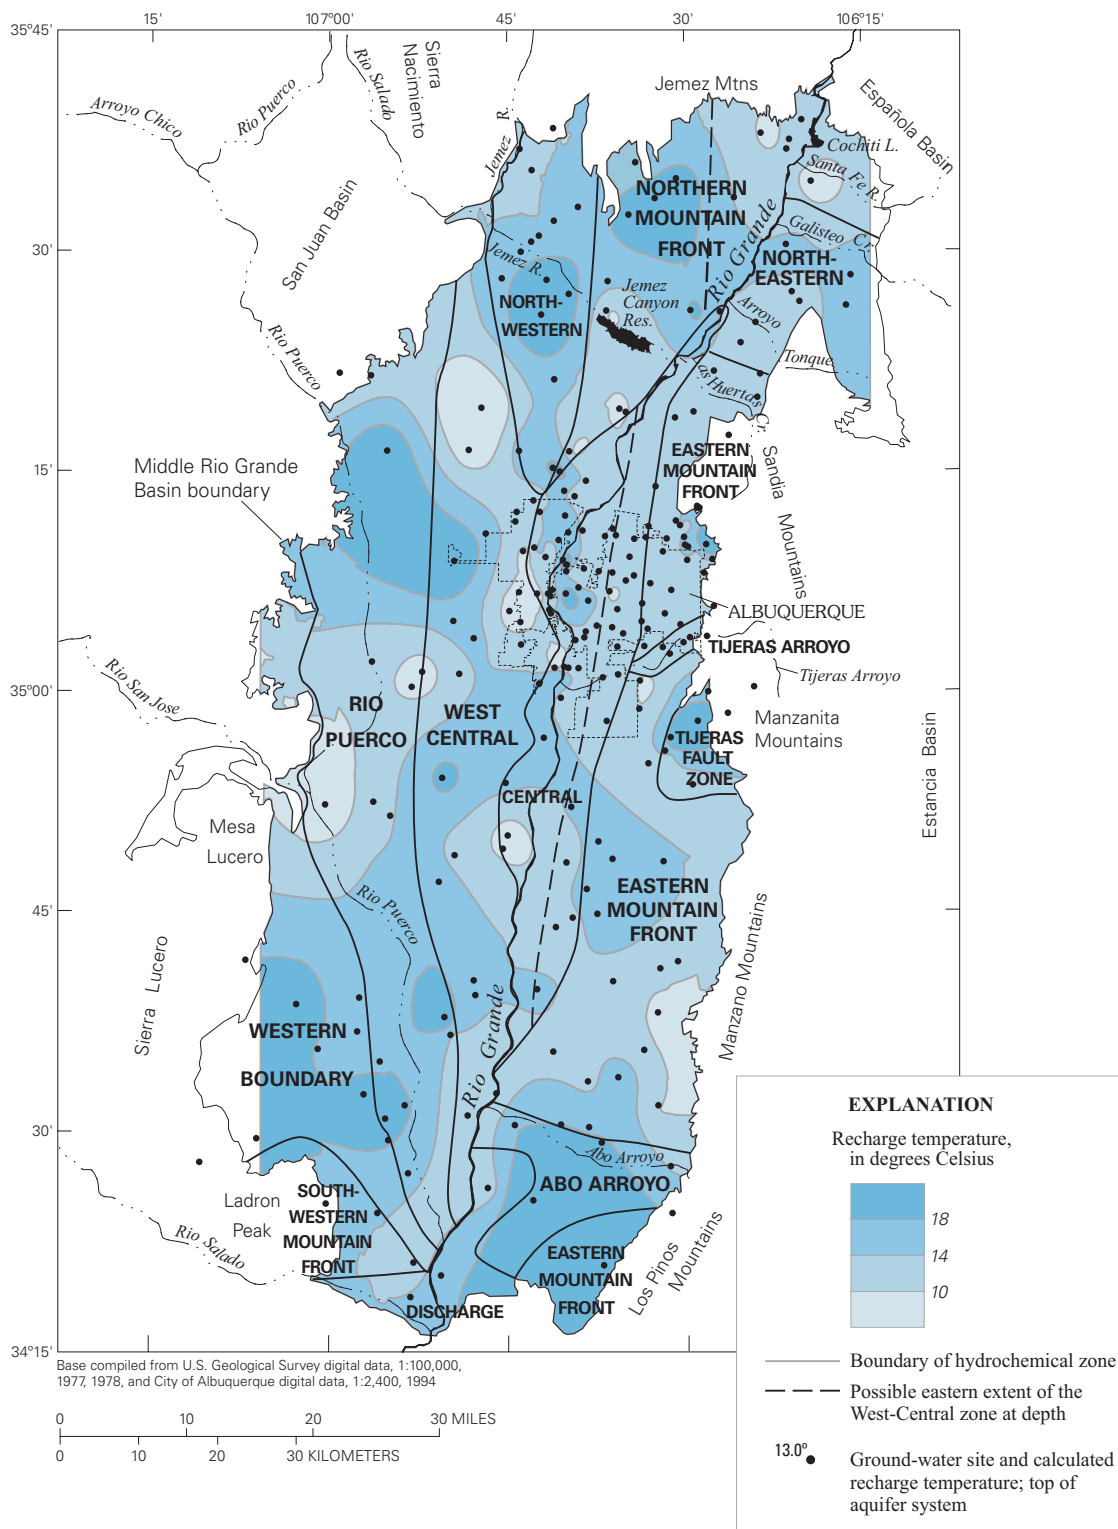 15'
107°00'
45'
30'
106°15'
35°45'
Arroyo Chico
Rio Puerco
Rio Salado
Sierra
Nacimiento
Jemez R.
Jemez Mtns
Española Basin
Cochiti L.
Santa Fe R.
San Juan Basin
NORTHERN
MOUNTAIN
FRONT
Rio Grande
Galisteo Cr.
30'
Jemez R.
NORTH-
EASTERN
NORTH-
WESTERN
Jemez
Canyon
Res.
Arroyo
Tonque
Rio Puerco
Las Huertas Cr.
15'
Middle Rio Grande
Basin boundary
EASTERN
MOUNTAIN
FRONT
Sandia Mountains
ALBUQUERQUE
TIJERAS ARROYO
Tijeras Arroyo
Rio San Jose
35°00'
RIO
PUERCO
WEST
CENTRAL
Manzanita
Mountains
TIJERAS
FAULT
ZONE
Estancia Basin
CENTRAL
Mesa
Lucero
Rio Puerco
45'
EASTERN
MOUNTAIN
FRONT
Manzano Mountains
Sierra Lucero
WESTERN
BOUNDARY
Rio Grande
30'
Abo Arroyo
ABO ARROYO
Ladron
Peak
SOUTH-
WESTERN
MOUNTAIN
FRONT
Rio Salado
EASTERN
MOUNTAIN
FRONT
Los Pinos
Mountains
DISCHARGE
34°15'
Base compiled from U.S. Geological Survey digital data, 1:100,000,
1977, 1978, and City of Albuquerque digital data, 1:2,400, 1994
0 10 20 30 MILES
0 10 20 30 KILOMETERS
EXPLANATION
Recharge temperature,
in degrees Celsius
18
14
10
Boundary of hydrochemical zone
Possible eastern extent of the
West-Central zone at depth
13.0°
Ground-water site and calculated
recharge temperature; top of
aquifer system